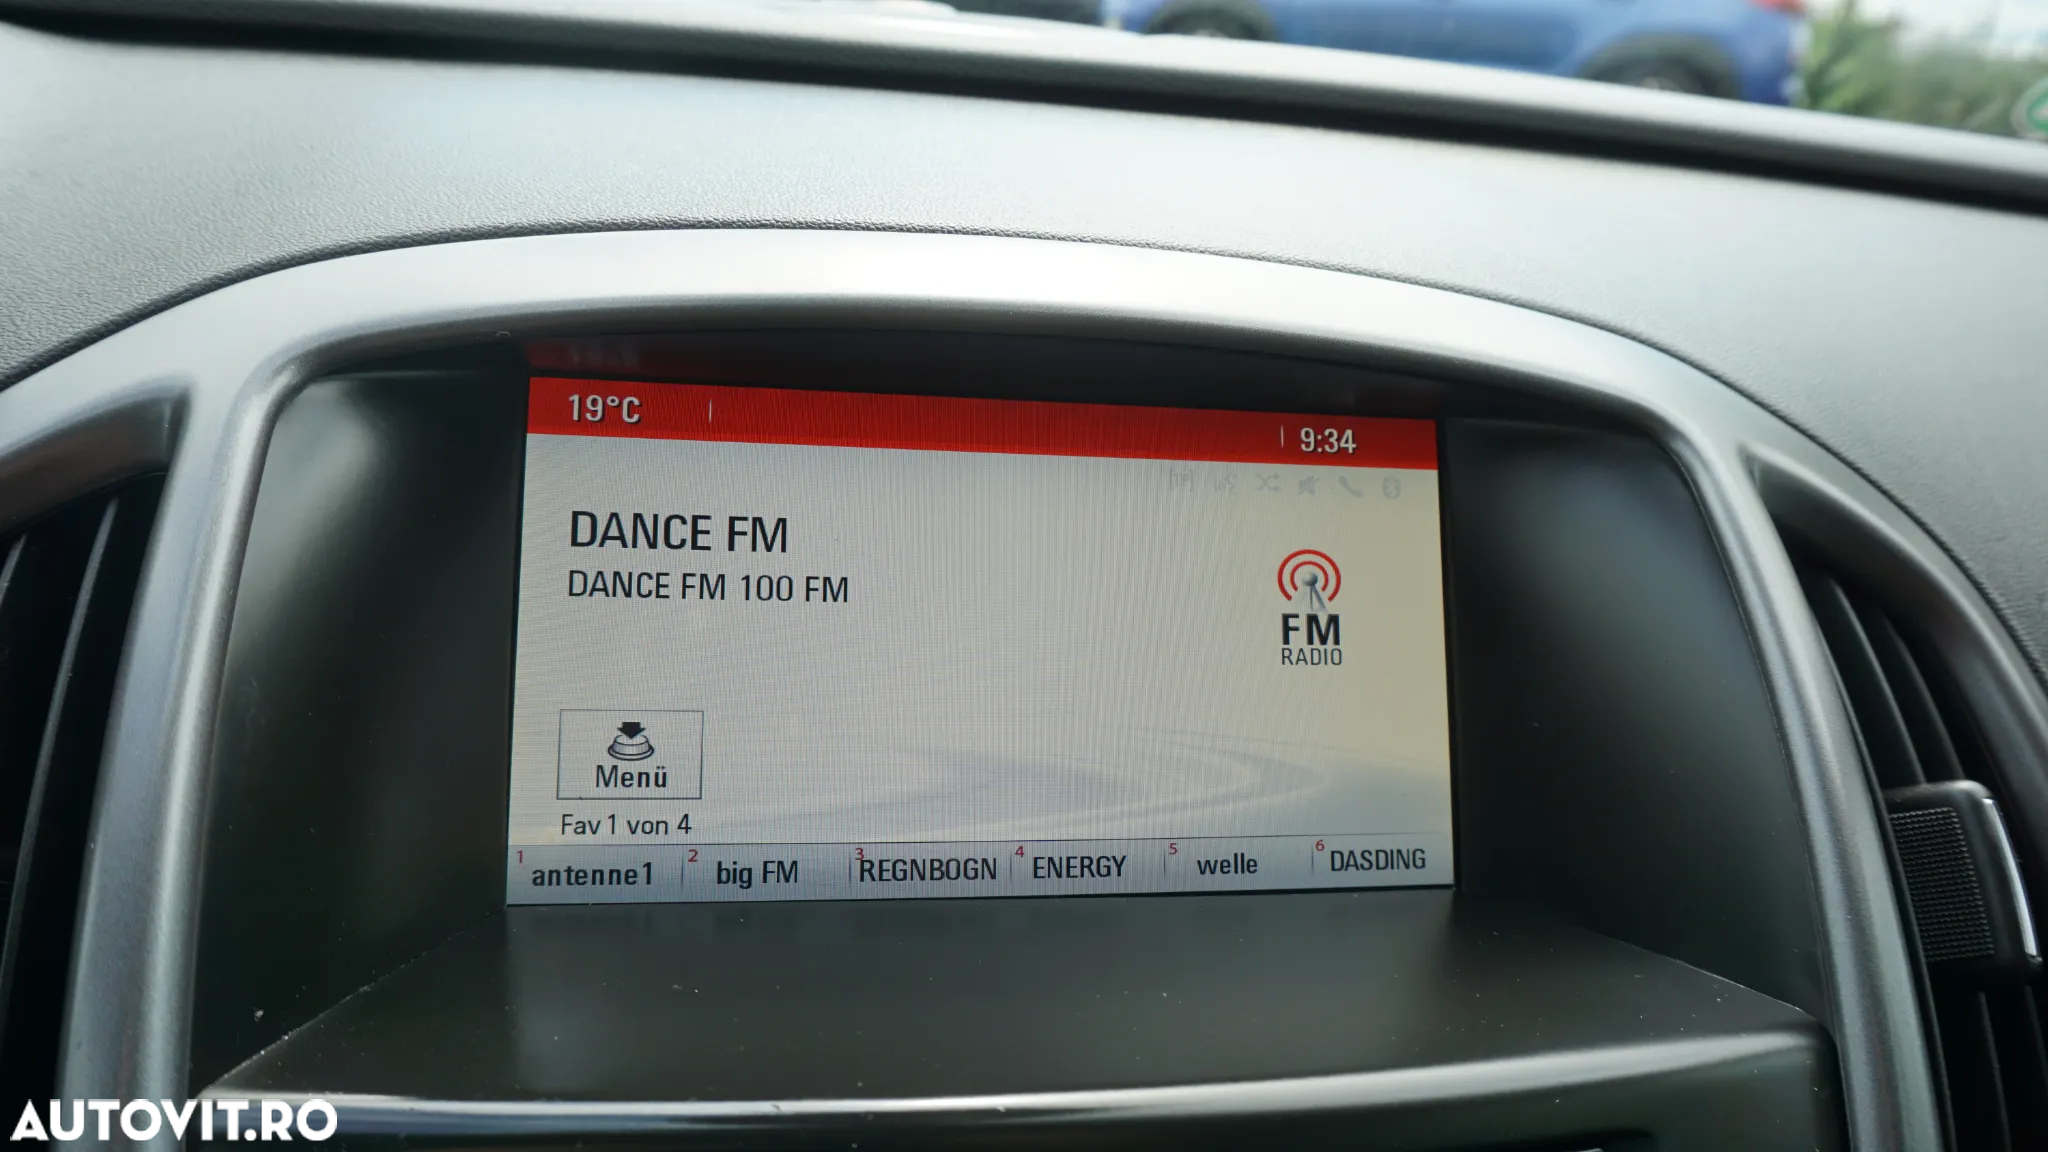 19°C 9:34
DANCE FM
DANCE FM 100 FM
FM
RADIO
Menü
Fav 1 von 4
1 antenne1 2 big FM 3 REGNBOGN 4 ENERGY 5 welle 6 DASDING
AUTOVIT.RO